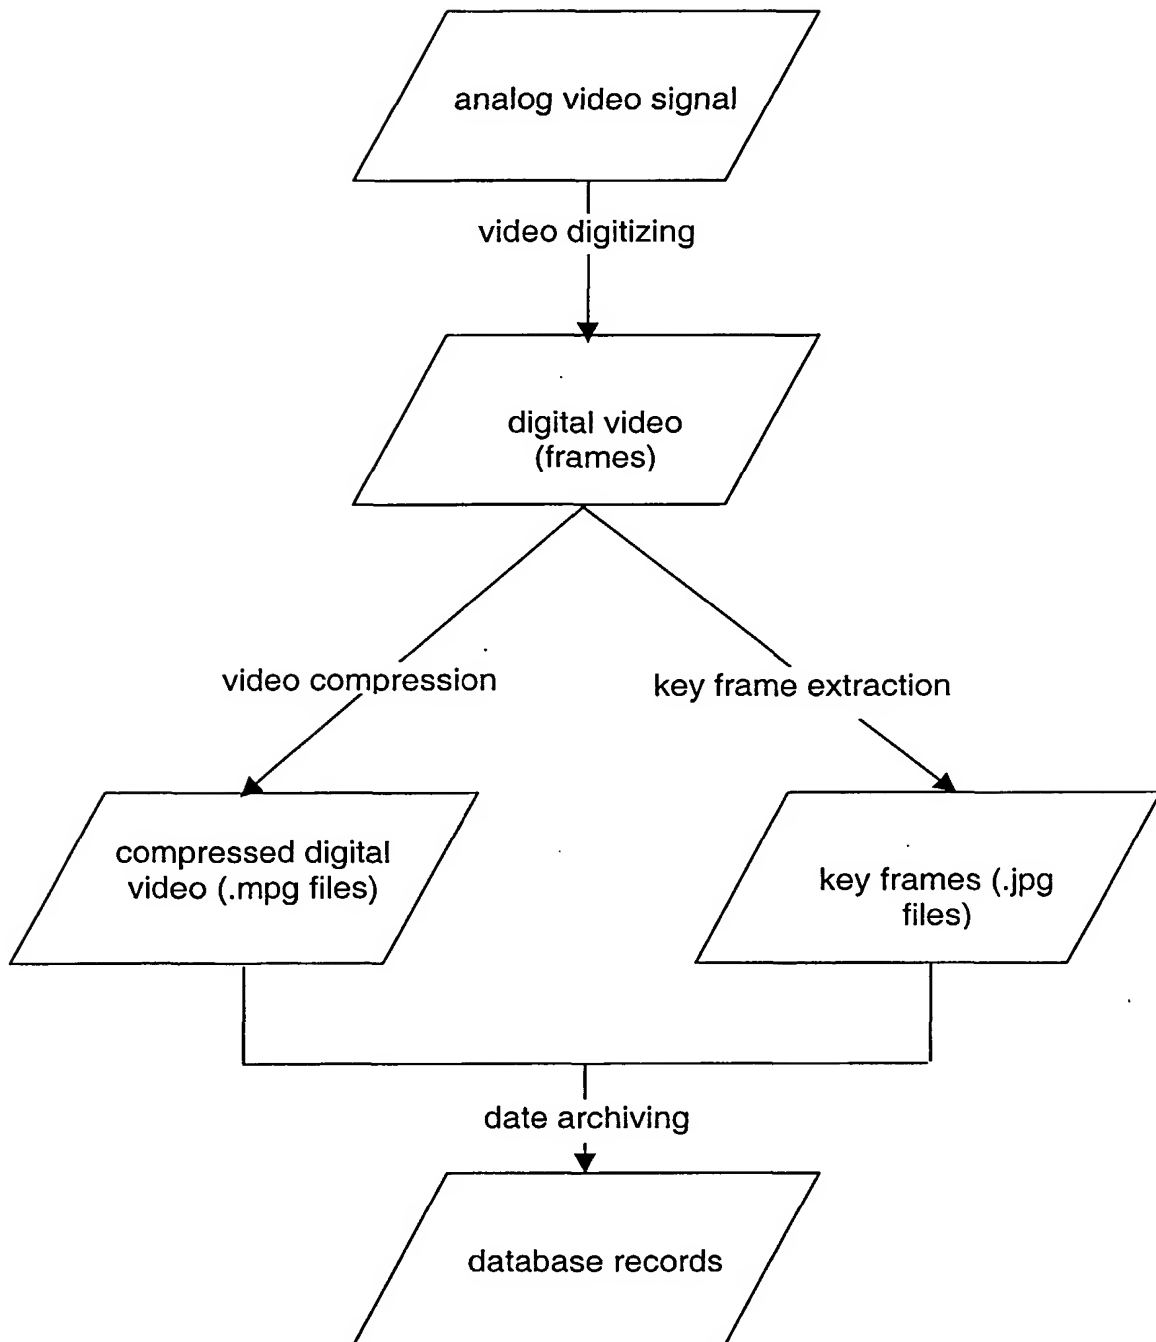 analog video signal
video digitizing
digital video
(frames)
video compression
key frame extraction
compressed digital
video (.mpg files)
key frames (.jpg
files)
date archiving
database records